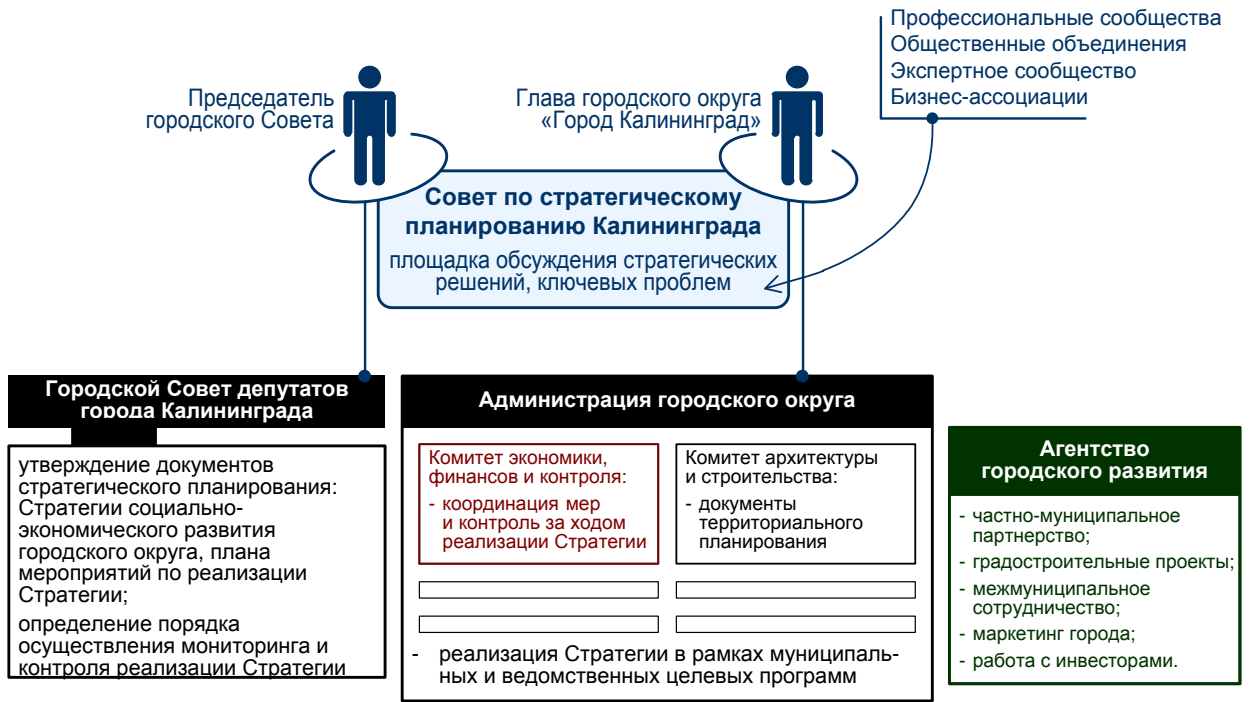 Профессиональные сообщества
Общественные объединения
Экспертное сообщество
Бизнес-ассоциации
Председатель
городского Совета
Глава городского округа
«Город Калининград»
Совет по стратегическому
планированию Калининграда
площадка обсуждения стратегических
решений, ключевых проблем
Городской Совет депутатов
города Калининграда
утверждение документов
стратегического планирования:
Стратегии социально-
экономического развития
городского округа, плана
мероприятий по реализации
Стратегии;
определение порядка
осуществления мониторинга и
контроля реализации Стратегии
Администрация городского округа
Комитет экономики,
финансов и контроля:
- координация мер
и контроль за ходом
реализации Стратегии
Комитет архитектуры
и строительства:
- документы
территориального
планирования
- реализация Стратегии в рамках муниципаль-
ных и ведомственных целевых программ
Агентство
городского развития
- частно-муниципальное
партнерство;
- градостроительные проекты;
- межмуниципальное
сотрудничество;
- маркетинг города;
- работа с инвесторами.